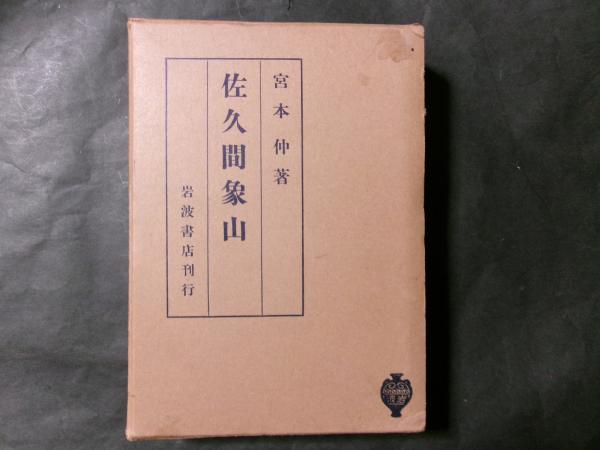 宮本仲著
佐久間象山
岩波書店刊行